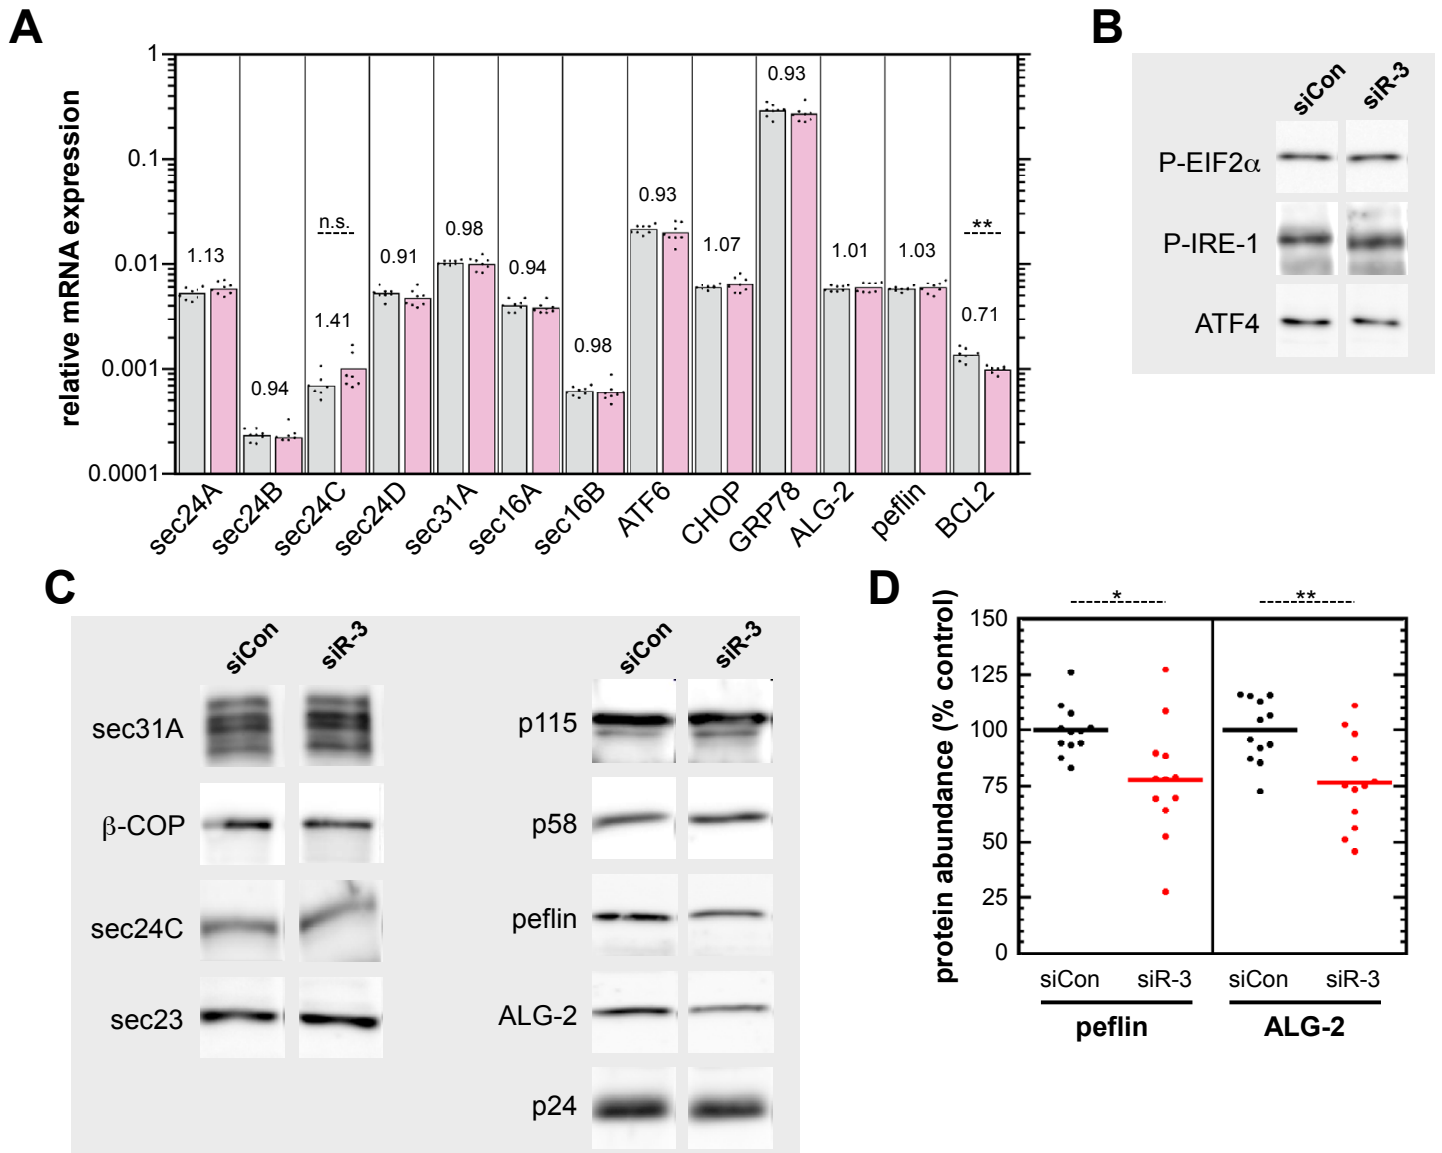 A
relative mRNA expression
1
0.1
0.01
0.001
0.0001
1.13
0.94
1.41
n.s.
0.91
0.98
0.94
0.98
0.93
1.07
0.93
1.01
1.03
0.71
**
sec24A
sec24B
sec24C
sec24D
sec31A
sec16A
sec16B
ATF6
CHOP
GRP78
ALG-2
peflin
BCL2
B
siCon siR-3
P-EIF2α
P-IRE-1
ATF4
C
siCon siR-3
sec31A
β-COP
sec24C
sec23
siCon siR-3
p115
p58
peflin
ALG-2
p24
D
protein abundance (% control)
150
125
100
75
50
25
0
*
**
siCon siR-3 siCon siR-3
peflin ALG-2